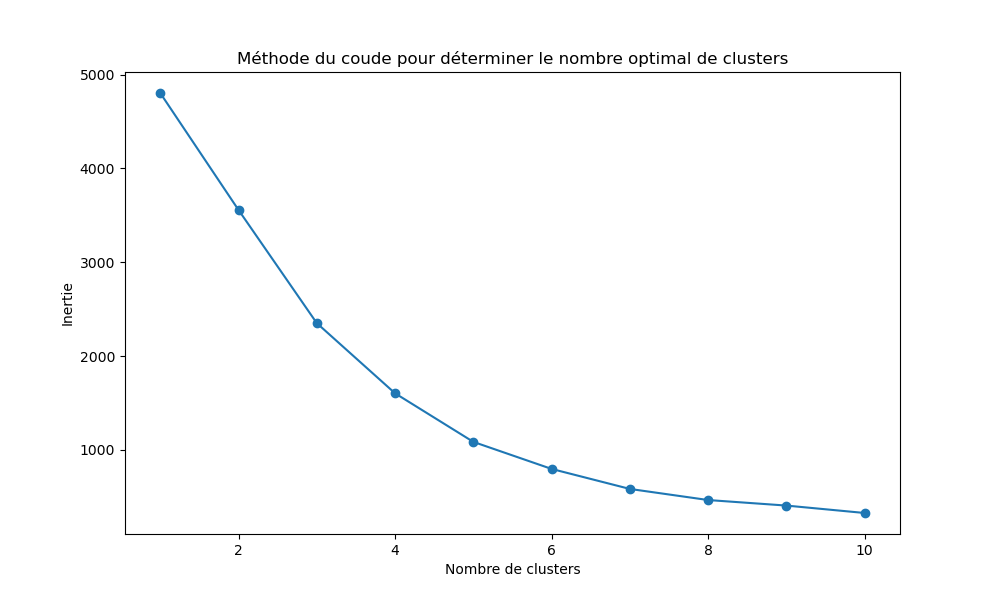 Méthode du coude pour déterminer le nombre optimal de clusters
5000
4000
3000
2000
1000
Inertie
2 4 6 8 10
Nombre de clusters